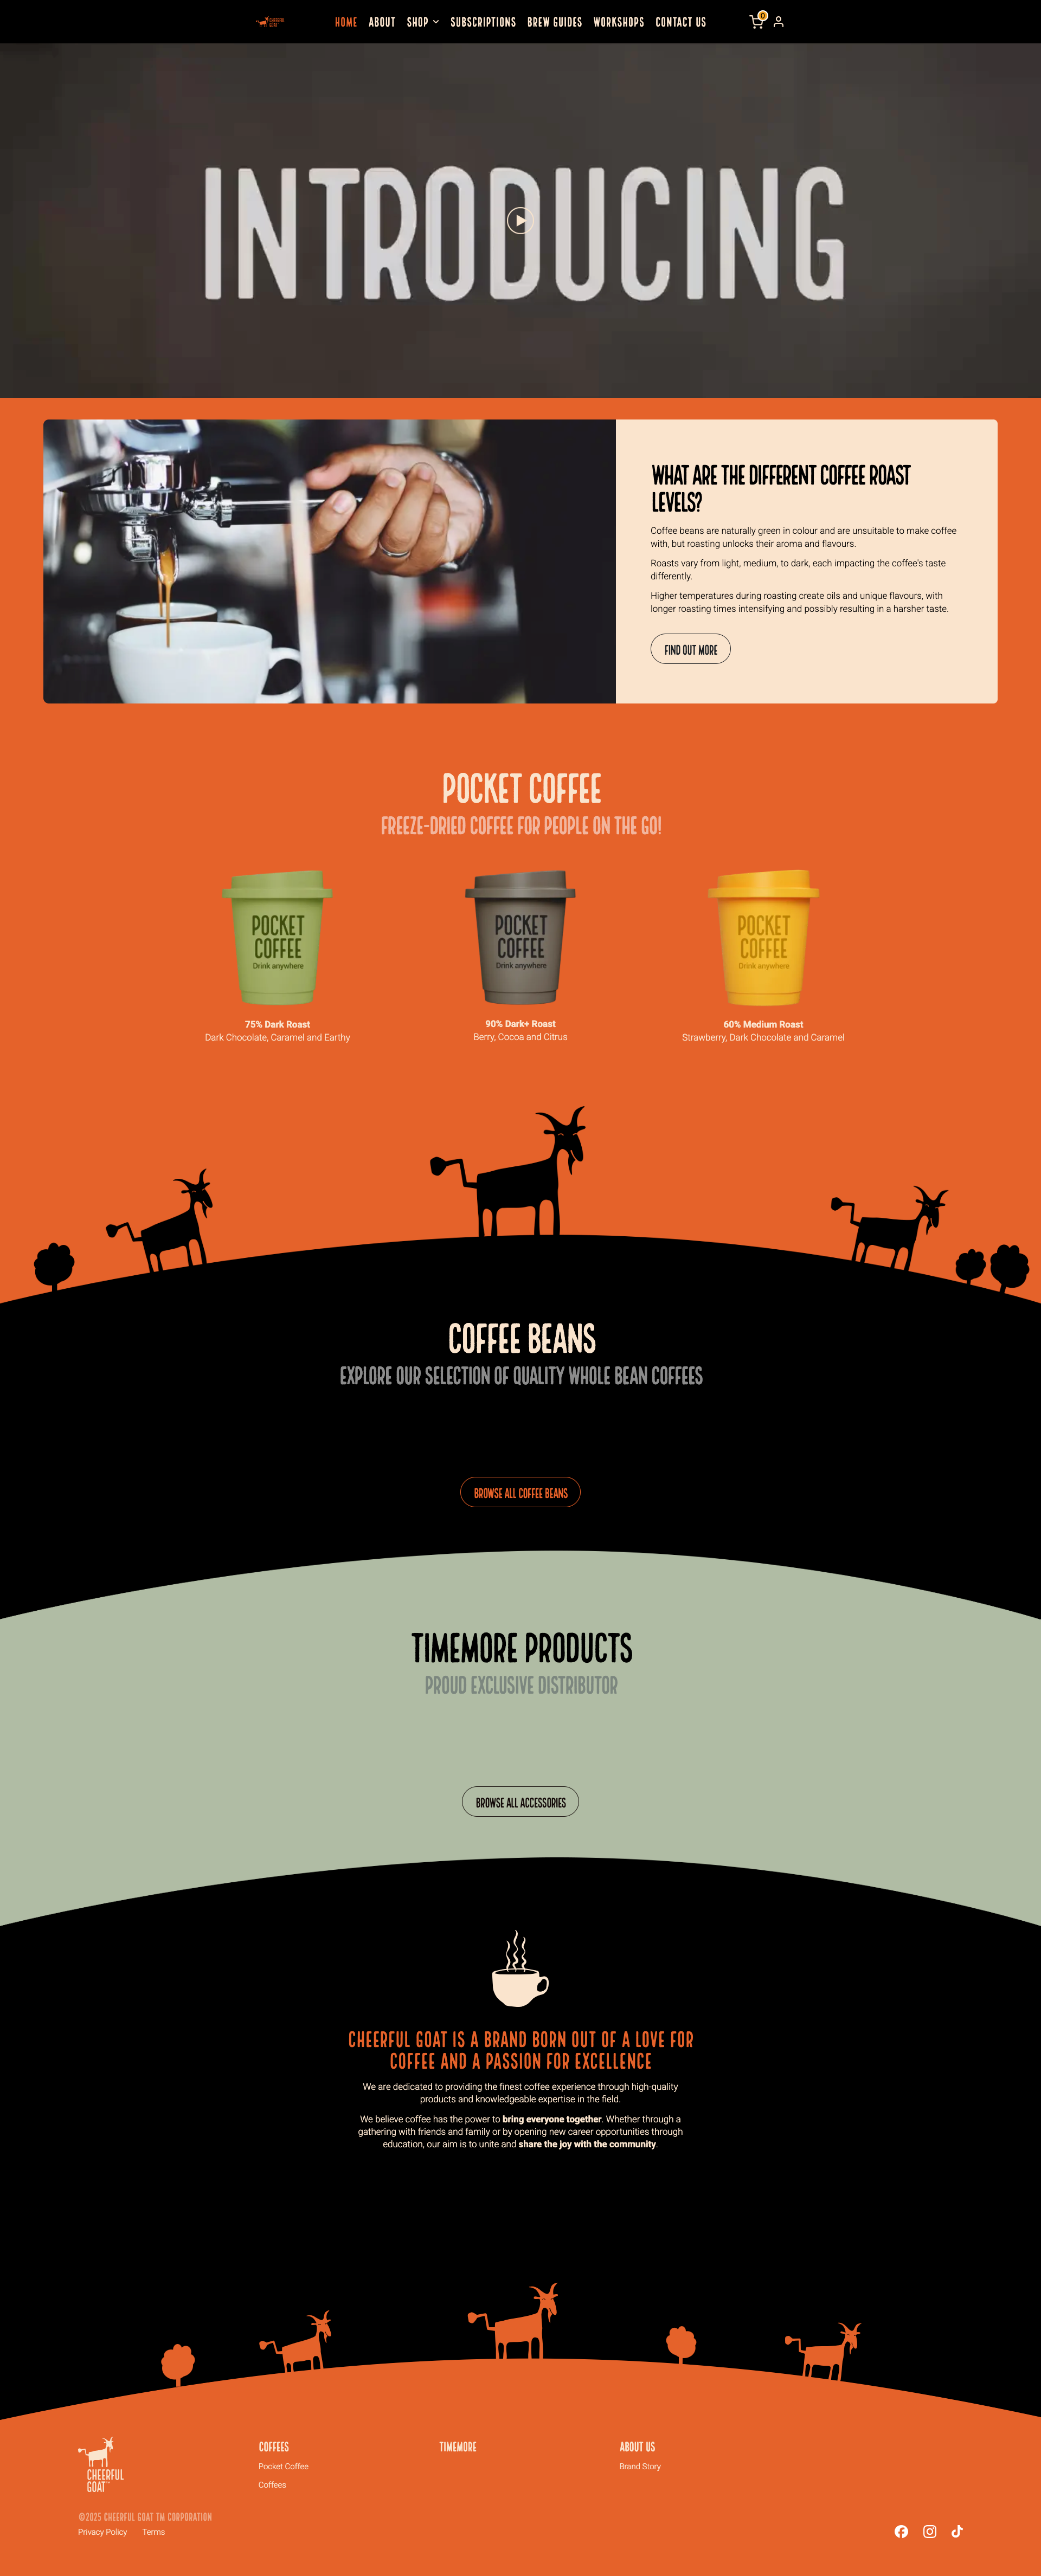 CHEERFUL
GOAT
HOME ABOUT SHOP SUBSCRIPTIONS BREW GUIDES WORKSHOPS CONTACT US
0
INTRODUCING
WHAT ARE THE DIFFERENT COFFEE ROAST
LEVELS?
Coffee beans are naturally green in colour and are unsuitable to make coffee
with, but roasting unlocks their aroma and flavours.
Roasts vary from light, medium, to dark, each impacting the coffee's taste
differently.
Higher temperatures during roasting create oils and unique flavours, with
longer roasting times intensifying and possibly resulting in a harsher taste.
FIND OUT MORE
POCKET COFFEE
FREEZE-DRIED COFFEE FOR PEOPLE ON THE GO!
POCKET
COFFEE
Drink anywhere
75% Dark Roast
Dark Chocolate, Caramel and Earthy
POCKET
COFFEE
Drink anywhere
90% Dark+ Roast
Berry, Cocoa and Citrus
POCKET
COFFEE
Drink anywhere
60% Medium Roast
Strawberry, Dark Chocolate and Caramel
COFFEE BEANS
EXPLORE OUR SELECTION OF QUALITY WHOLE BEAN COFFEES
BROWSE ALL COFFEE BEANS
TIMEMORE PRODUCTS
PROUD EXCLUSIVE DISTRIBUTOR
BROWSE ALL ACCESSORIES
CHEERFUL GOAT IS A BRAND BORN OUT OF A LOVE FOR
COFFEE AND A PASSION FOR EXCELLENCE
We are dedicated to providing the finest coffee experience through high-quality
products and knowledgeable expertise in the field.
We believe coffee has the power to bring everyone together. Whether through a
gathering with friends and family or by opening new career opportunities through
education, our aim is to unite and share the joy with the community.
CHEERFUL
GOAT™
COFFEES
Pocket Coffee
Coffees
TIMEMORE
ABOUT US
Brand Story
©2025 CHEERFUL GOAT TM CORPORATION
Privacy Policy Terms